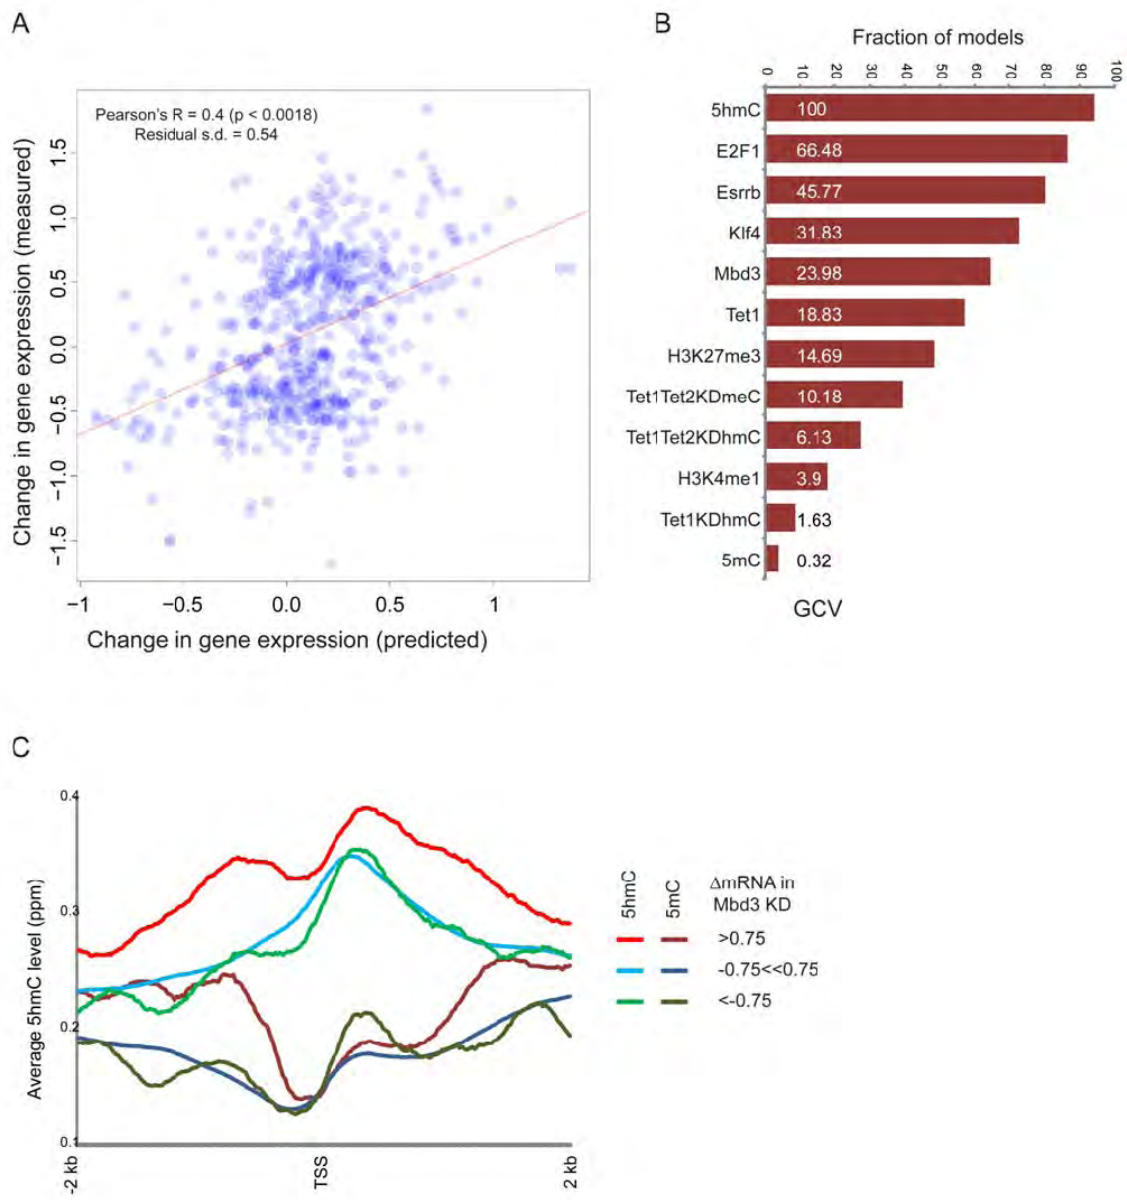 A
Pearson's R = 0.4 (p < 0.0018)
Residual s.d. = 0.54
Change in gene expression (measured)
1.5
1.0
0.5
0.0
−0.5
−1.0
−1.5
−1
−0.5
0.0
0.5
1
Change in gene expression (predicted)
B
Fraction of models
0 10 20 30 40 50 60 70 80 90 100
5hmC 100
E2F1 66.48
Esrrb 45.77
Klf4 31.83
Mbd3 23.98
Tet1 18.83
H3K27me3 14.69
Tet1Tet2KDmeC 10.18
Tet1Tet2KDhmC 6.13
H3K4me1 3.9
Tet1KDhmC 1.63
5mC 0.32
GCV
C
Average 5hmC level (ppm)
0.4
0.3
0.2
0.1
-2 kb
TSS
2 kb
5hmC
5mC
ΔmRNA in
Mbd3 KD
>0.75
-0.75<<0.75
<-0.75